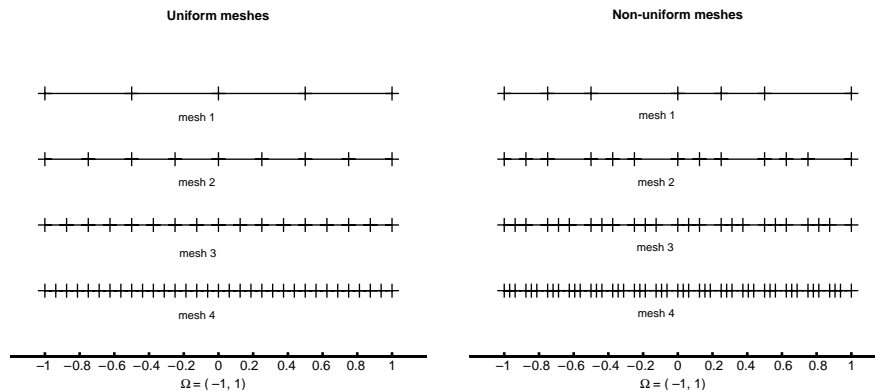 Uniform meshes
mesh 1
mesh 2
mesh 3
mesh 4
−1 −0.8 −0.6 −0.4 −0.2 0 0.2 0.4 0.6 0.8 1
Ω = ( −1, 1)
Non-uniform meshes
mesh 1
mesh 2
mesh 3
mesh 4
−1 −0.8 −0.6 −0.4 −0.2 0 0.2 0.4 0.6 0.8 1
Ω = ( −1, 1)